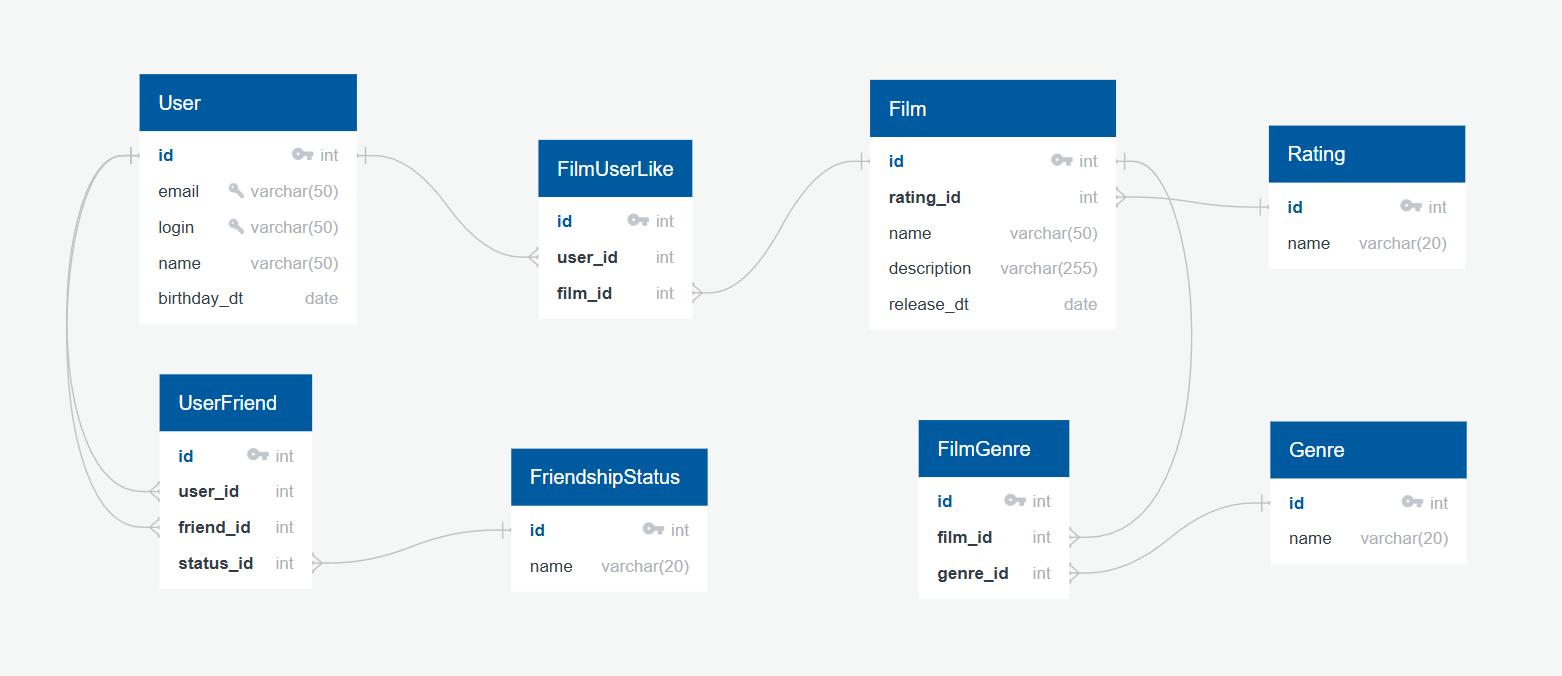 User
id int
email varchar(50)
login varchar(50)
name varchar(50)
birthday_dt date
FilmUserLike
id int
user_id int
film_id int
Film
id int
rating_id int
name varchar(50)
description varchar(255)
release_dt date
Rating
id int
name varchar(20)
UserFriend
id int
user_id int
friend_id int
status_id int
FriendshipStatus
id int
name varchar(20)
FilmGenre
id int
film_id int
genre_id int
Genre
id int
name varchar(20)